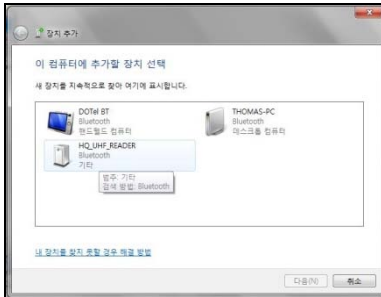 장치 추가
이 컴퓨터에 추가할 장치 선택
새 장치를 지속적으로 찾아 여기에 표시합니다.
DOTel BT
Bluetooth
핸드헬드 컴퓨터
THOMAS-PC
Bluetooth
데스크톱 컴퓨터
HQ_UHF_READER
Bluetooth
기타
범주: 기타
검색 방법: Bluetooth
내 장치를 찾지 못할 경우 해결 방법
다음(N)
취소